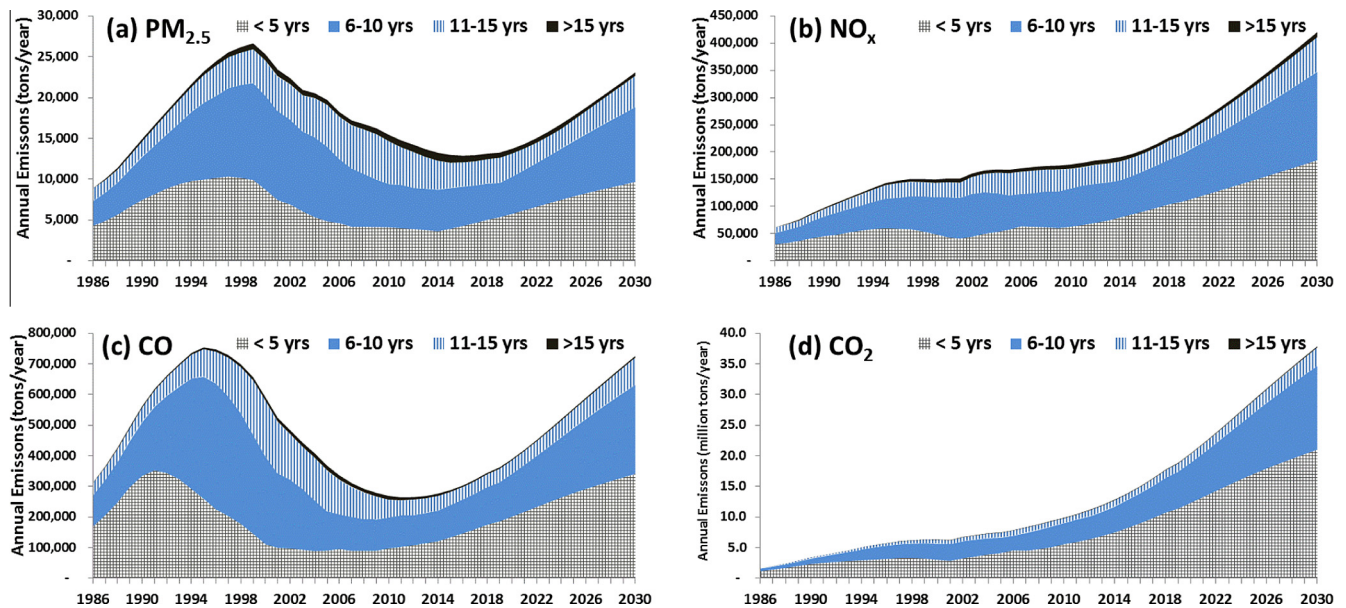 (a) PM2.5
< 5 yrs 6-10 yrs 11-15 yrs >15 yrs
Annual Emissons (tons/year)
30,000
25,000
20,000
15,000
10,000
5,000
-
1986 1990 1994 1998 2002 2006 2010 2014 2018 2022 2026 2030
(b) NOx
< 5 yrs 6-10 yrs 11-15 yrs >15 yrs
Annual Emissons (tons/year)
450,000
400,000
350,000
300,000
250,000
200,000
150,000
100,000
50,000
-
1986 1990 1994 1998 2002 2006 2010 2014 2018 2022 2026 2030
(c) CO
< 5 yrs 6-10 yrs 11-15 yrs >15 yrs
Annual Emissons (tons/year)
800,000
700,000
600,000
500,000
400,000
300,000
200,000
100,000
-
1986 1990 1994 1998 2002 2006 2010 2014 2018 2022 2026 2030
(d) CO2
< 5 yrs 6-10 yrs 11-15 yrs >15 yrs
Annual Emissons (million tons/year)
40.0
35.0
30.0
25.0
20.0
15.0
10.0
5.0
-
1986 1990 1994 1998 2002 2006 2010 2014 2018 2022 2026 2030